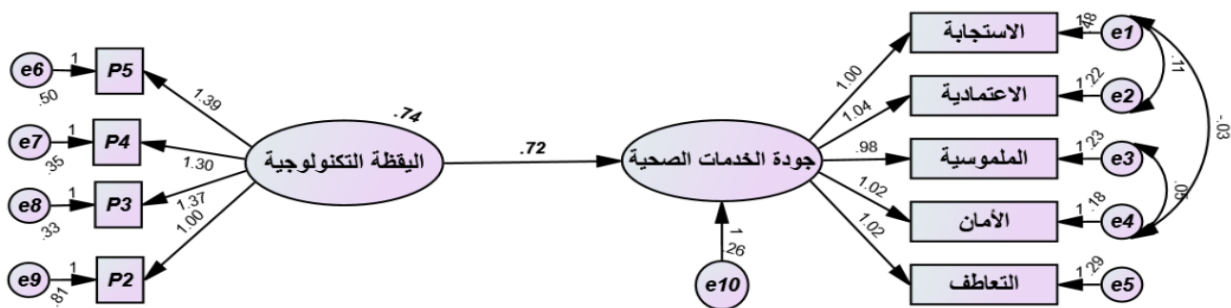 e6 1 P5 1.39
.50
e7 1 P4 1.30
.35
e8 1 P3 1.37
.33
e9 1 P2 1.00
.81
اليقظة التكنولوجية .74
.72
جودة الخدمات الصحية
1
.26
e10
1.00 الاستجابة 1 .48 e1
1.04 الاعتمادية 1 .22 e2
.98 الملموسية 1 .23 e3
1.02 الأمان 1 .18 e4
1.02 التعاطف 1 .29 e5
.11
-.03
.05